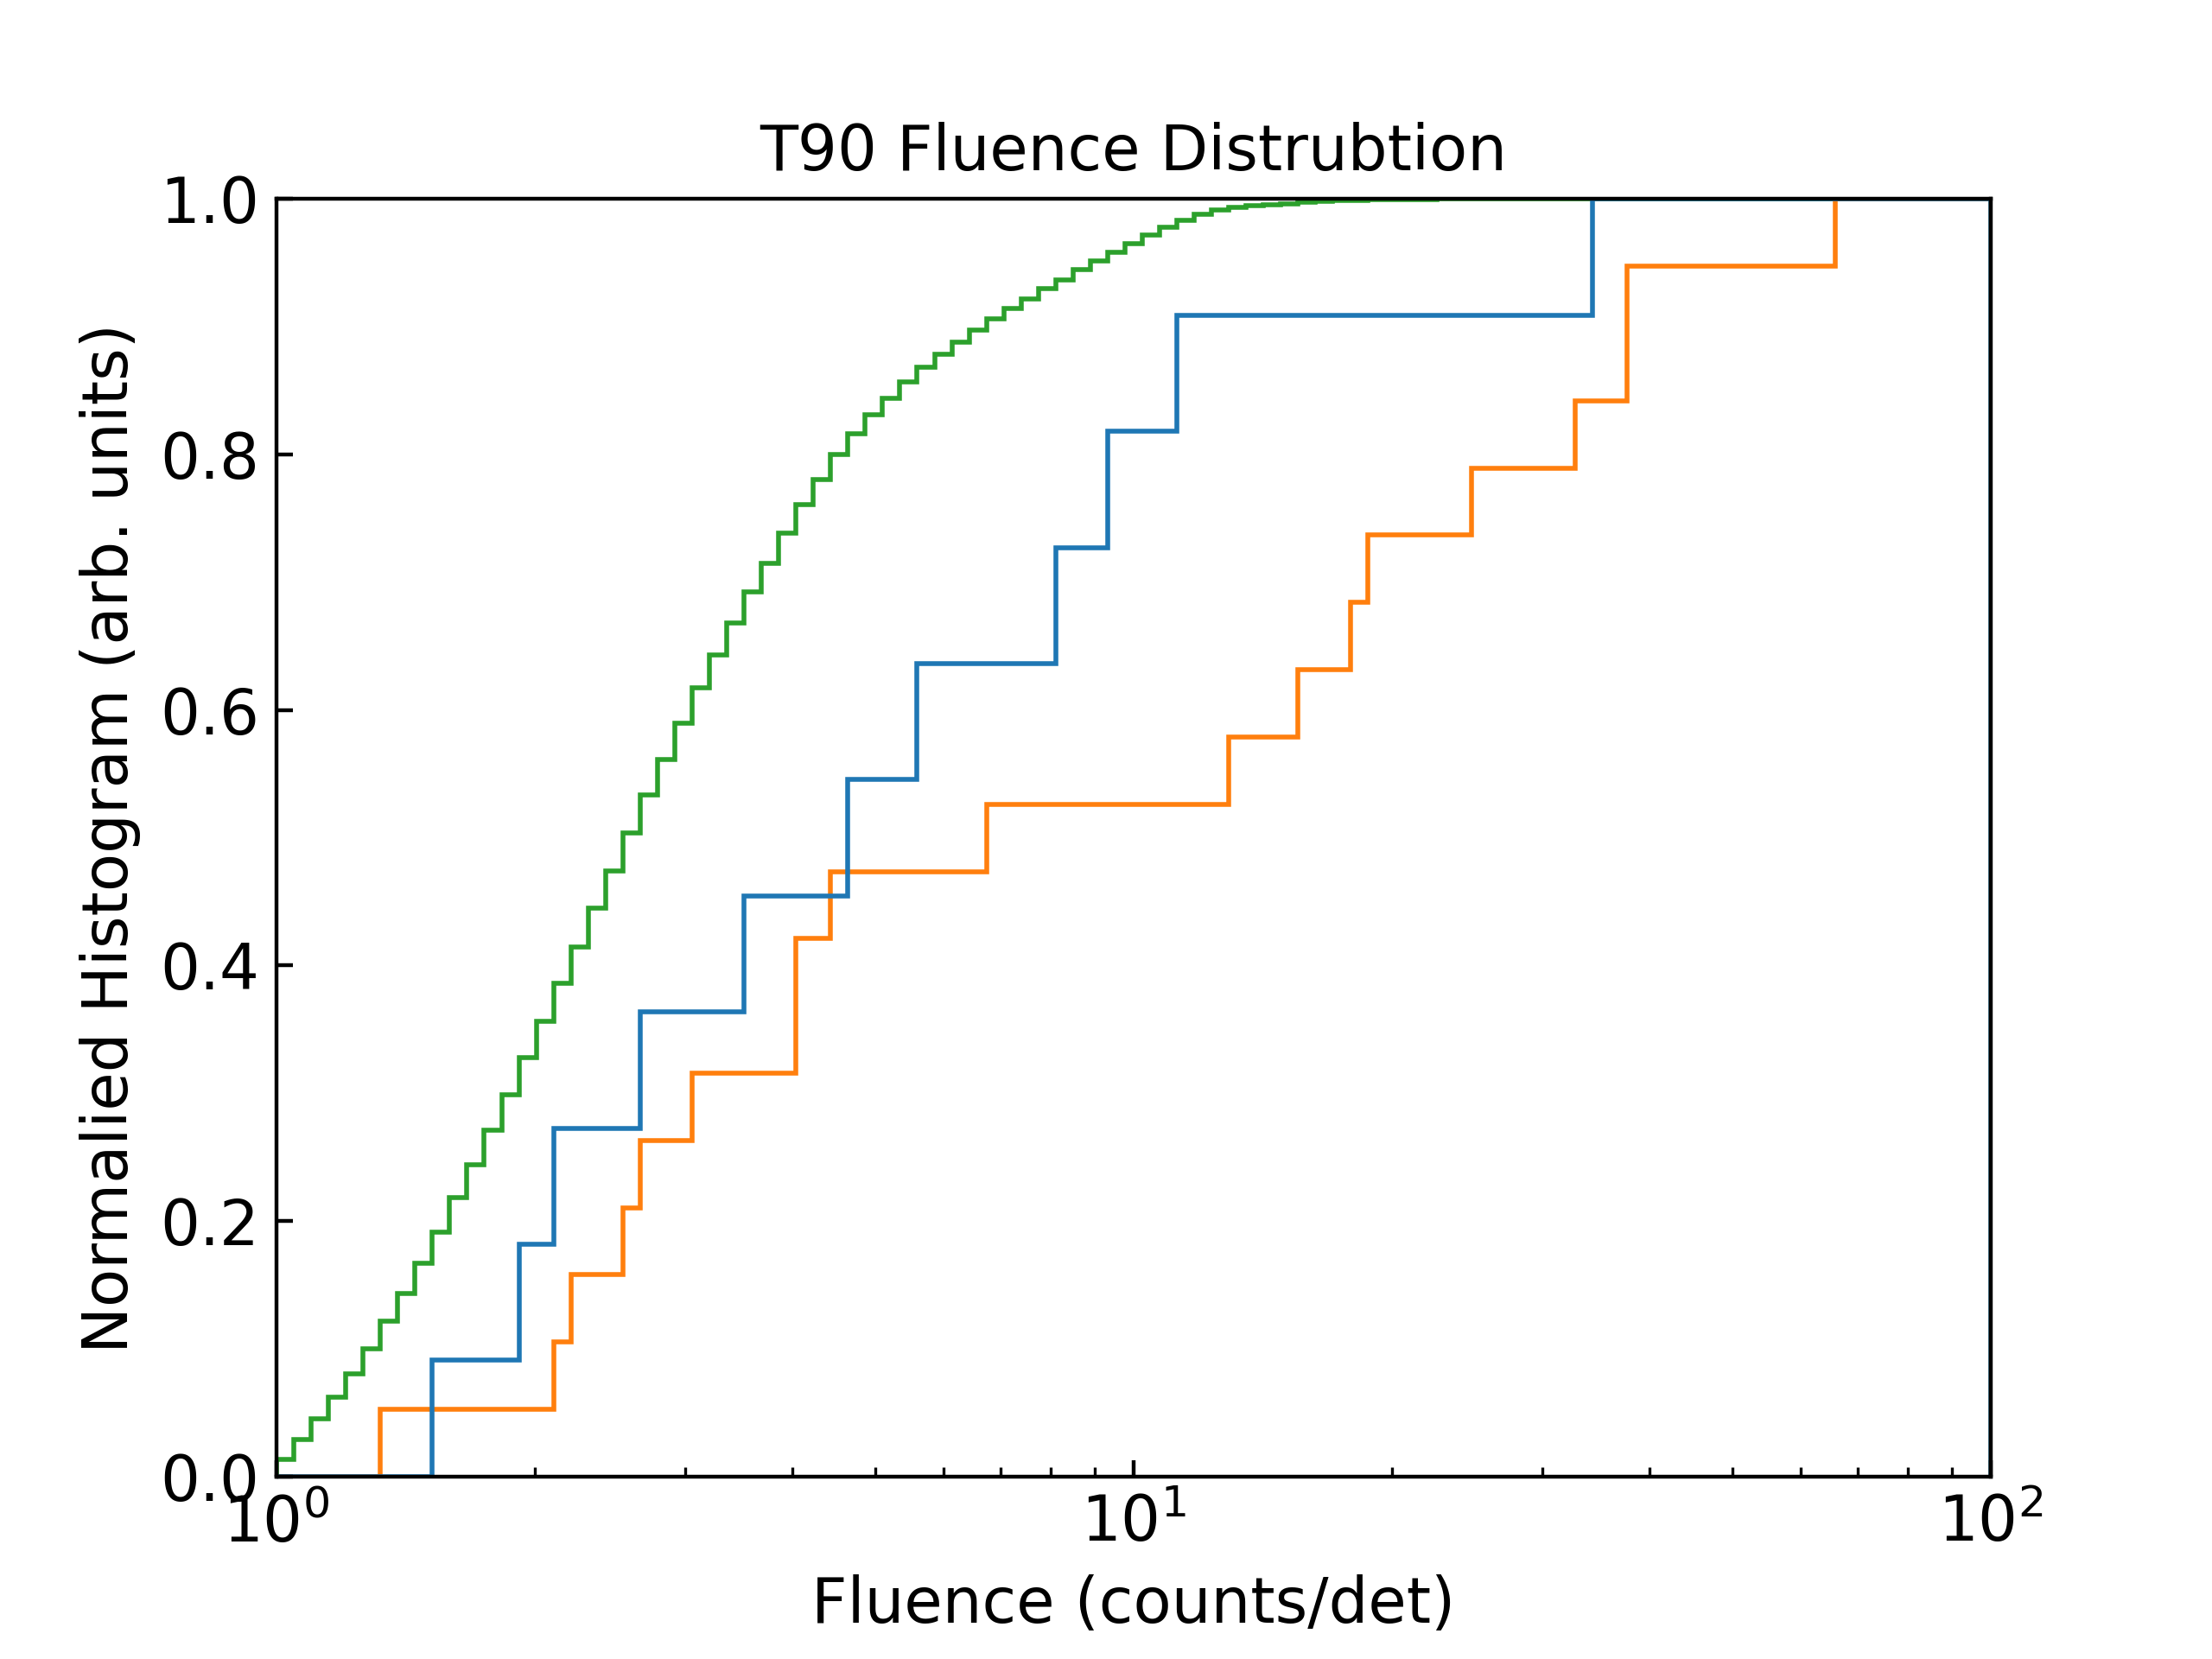 T90 Fluence Distrubtion
Normalied Histogram (arb. units)
1.0
0.8
0.6
0.4
0.2
0.0
10⁰ 10¹ 10²
Fluence (counts/det)